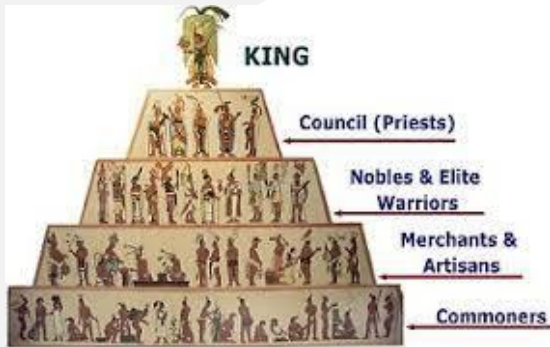 KING
Council (Priests)
Nobles & Elite
Warriors
Merchants &
Artisans
Commoners